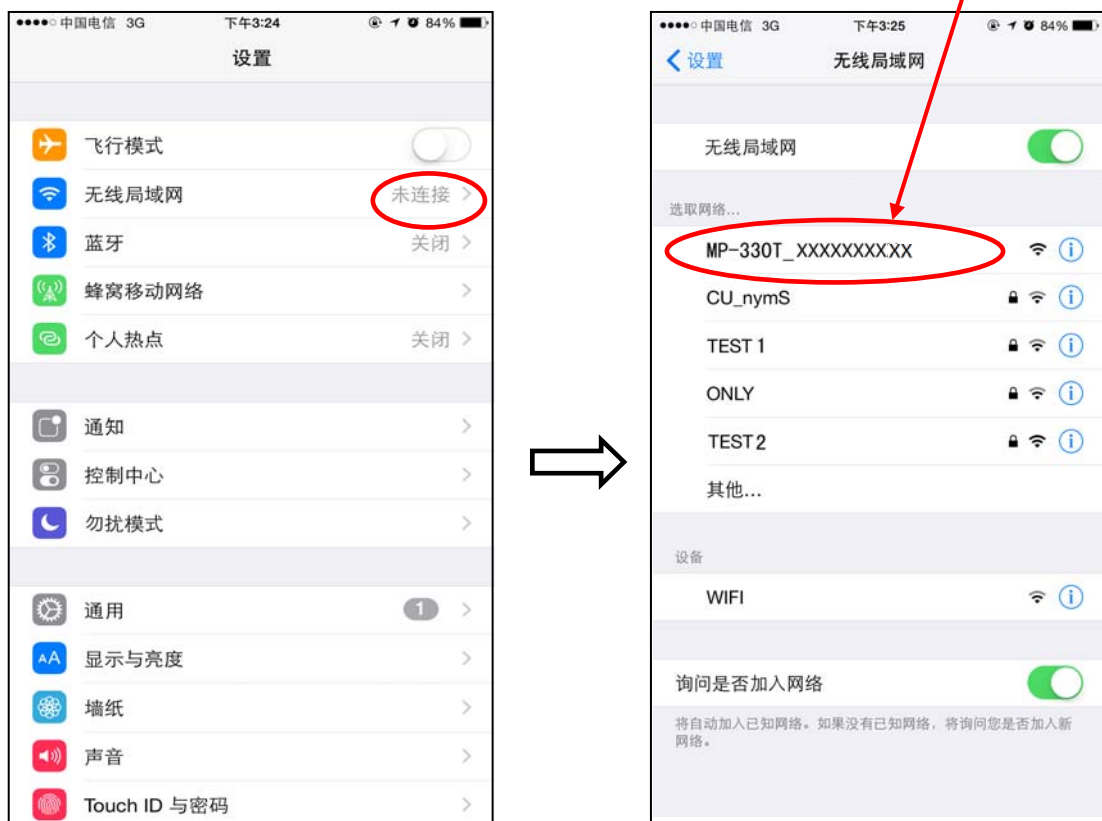 中国电信 3G 下午3:24 84%
设置
飞行模式
无线局域网 未连接
蓝牙 关闭
蜂窝移动网络
个人热点 关闭
通知
控制中心
勿扰模式
通用 1
AA 显示与亮度
墙纸
声音
Touch ID 与密码
中国电信 3G 下午3:25 84%
设置 无线局域网
无线局域网
选取网络...
MP-330T_XXXXXXXXXX
CU_nymS
TEST 1
ONLY
TEST2
其他...
设备
WIFI
询问是否加入网络
将自动加入已知网络。如果没有已知网络，将询问您是否加入新
网络。